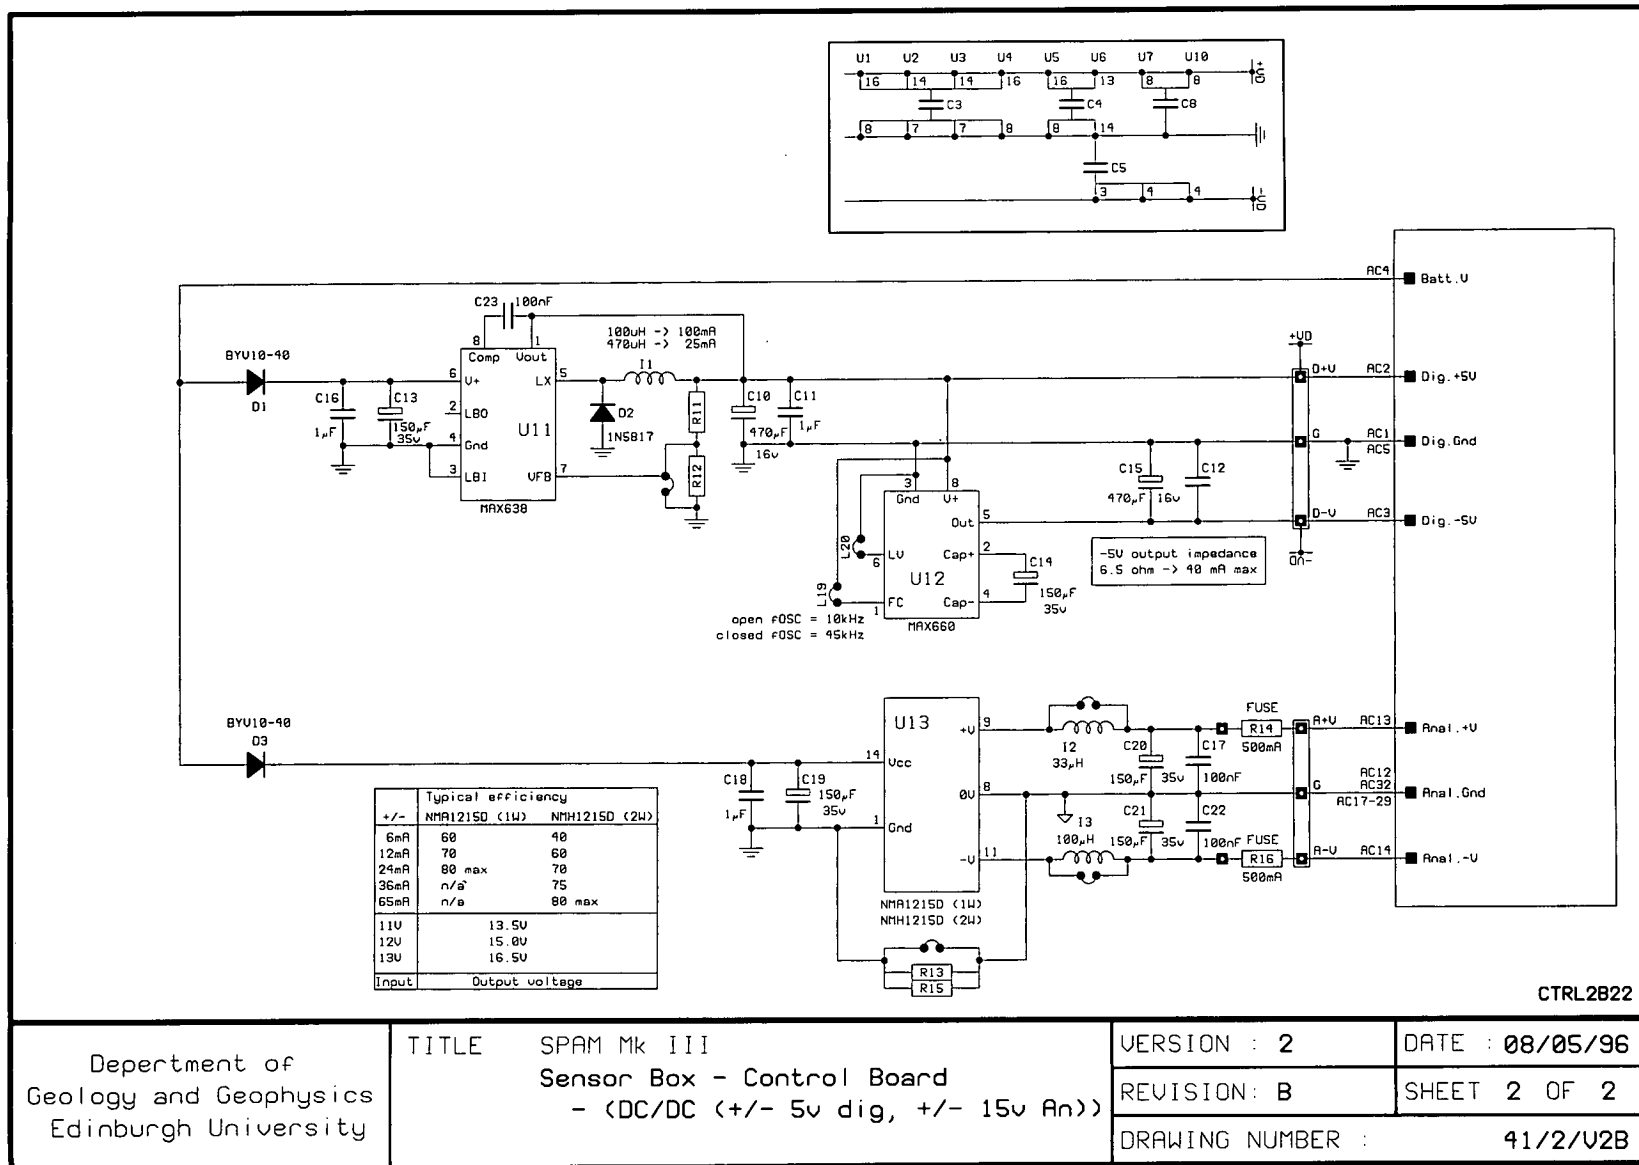 U1 U2 U3 U4 U5 U6 U7 U10
16 14 14 16 16 13 8 8
+VD
C3 C4 C8
8 7 7 8 8 14
C5
3 4 4
-VD
AC4 Batt.V
C23 100nF
100uH -> 100mA
470uH -> 25mA
8 1
Comp Vout
BYV10-40
I1
+VD
D1
6 V+ LX 5
D+V AC2 Dig.+5V
C16 C13
1µF 150µF
35v
2 LBO
U11
D2
1N5817
R11
C10 C11
470µF 1µF
16v
4 Gnd
G AC1 Dig.Gnd
AC5
3 LBI VFB 7
R12
MAX638
C15 C12
470µF 16v
3 8
Gnd V+
Out 5
D-V AC3 Dig.-5V
-VD
L20
LV
6
Cap+ 2
C14
150µF
35v
U12
L19
FC
1
Cap- 4
MAX660
-5V output impedance
6.5 ohm -> 40 mA max
open fOSC = 10kHz
closed fOSC = 45kHz
BYV10-40
D3
U13
+V 9
I2
33µH
FUSE
R14
500mA
A+V AC13 Anal.+V
C20 C17
150µF 35v 100nF
14 Vcc
C18 C19
1µF 150µF
35v
0V 8
G AC12
AC32
AC17-29 Anal.Gnd
1 Gnd
I3
100µH
C21 C22
150µF 35v 100nF
-V 11
FUSE
R16
500mA
A-V AC14 Anal.-V
NMA1215D (1W)
NMH1215D (2W)
R13
R15
Typical efficiency
+/- NMA1215D (1W) NMH1215D (2W)
6mA 60 40
12mA 70 60
24mA 80 max 70
36mA n/a 75
65mA n/a 80 max
11V 13.5V
12V 15.0V
13V 16.5V
Input Output voltage
CTRL2B22
Depertment of
Geology and Geophysics
Edinburgh University
TITLE SPAM Mk III
Sensor Box - Control Board
- (DC/DC (+/- 5v dig, +/- 15v An))
VERSION : 2
DATE : 08/05/96
REVISION: B
SHEET 2 OF 2
DRAWING NUMBER : 41/2/V2B